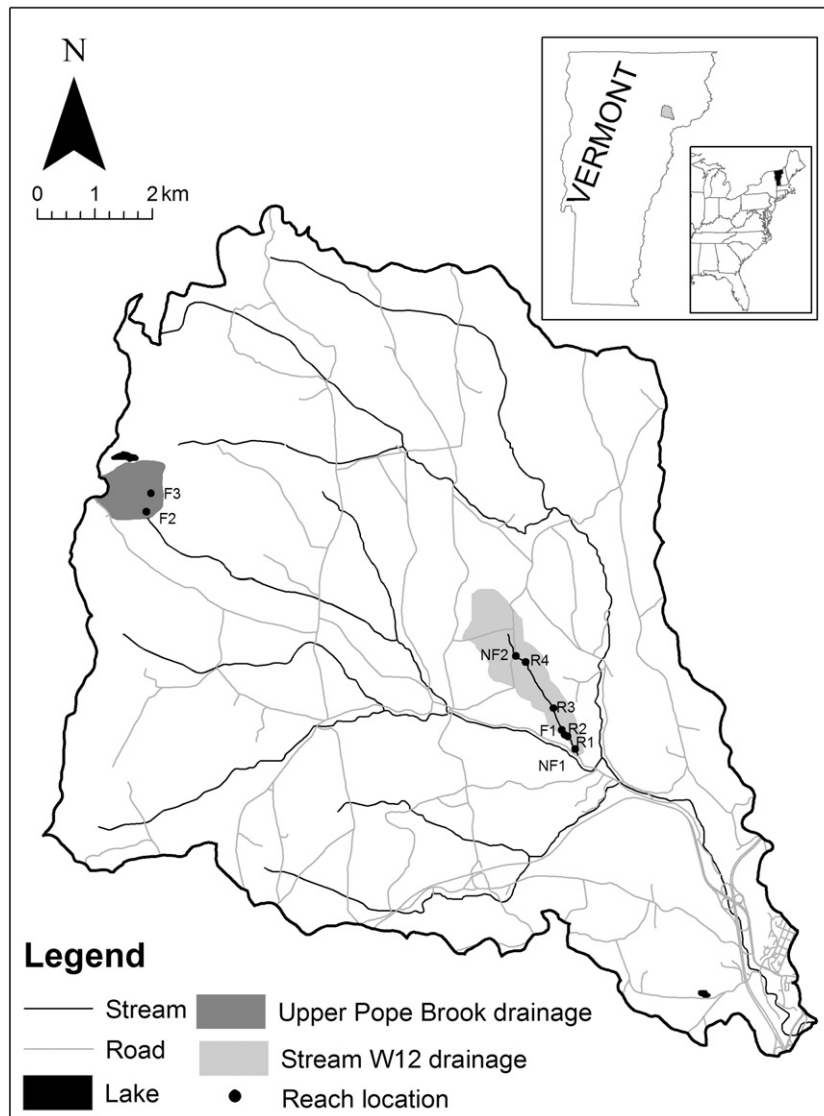 N
0 1 2 km
VERMONT
F3
F2
NF2
R4
R3
F1
R2
R1
NF1
Legend
Stream
Road
Lake
Upper Pope Brook drainage
Stream W12 drainage
Reach location